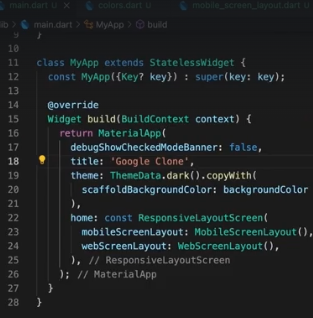 main.dart U
colors.dart U
mobile_screen_layout.dart U
lib > main.dart > MyApp > build
9 }
10
11 class MyApp extends StatelessWidget {
12 const MyApp({Key? key}) : super(key: key);
13
14 @override
15 Widget build(BuildContext context) {
16 return MaterialApp(
17 debugShowCheckedModeBanner: false,
18 title: 'Google Clone',
19 theme: ThemeData.dark().copyWith(
20 scaffoldBackgroundColor: backgroundColor
21 ),
22 home: const ResponsiveLayoutScreen(
23 mobileScreenLayout: MobileScreenLayout(),
24 webScreenLayout: WebScreenLayout(),
25 ), // ResponsiveLayoutScreen
26 ); // MaterialApp
27 }
28 }